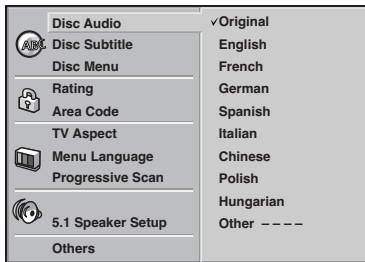 Disc Audio
ABC
Disc Subtitle
Disc Menu
Rating
Area Code
TV Aspect
Menu Language
Progressive Scan
5.1 Speaker Setup
Others
✓Original
English
French
German
Spanish
Italian
Chinese
Polish
Hungarian
Other – – – –